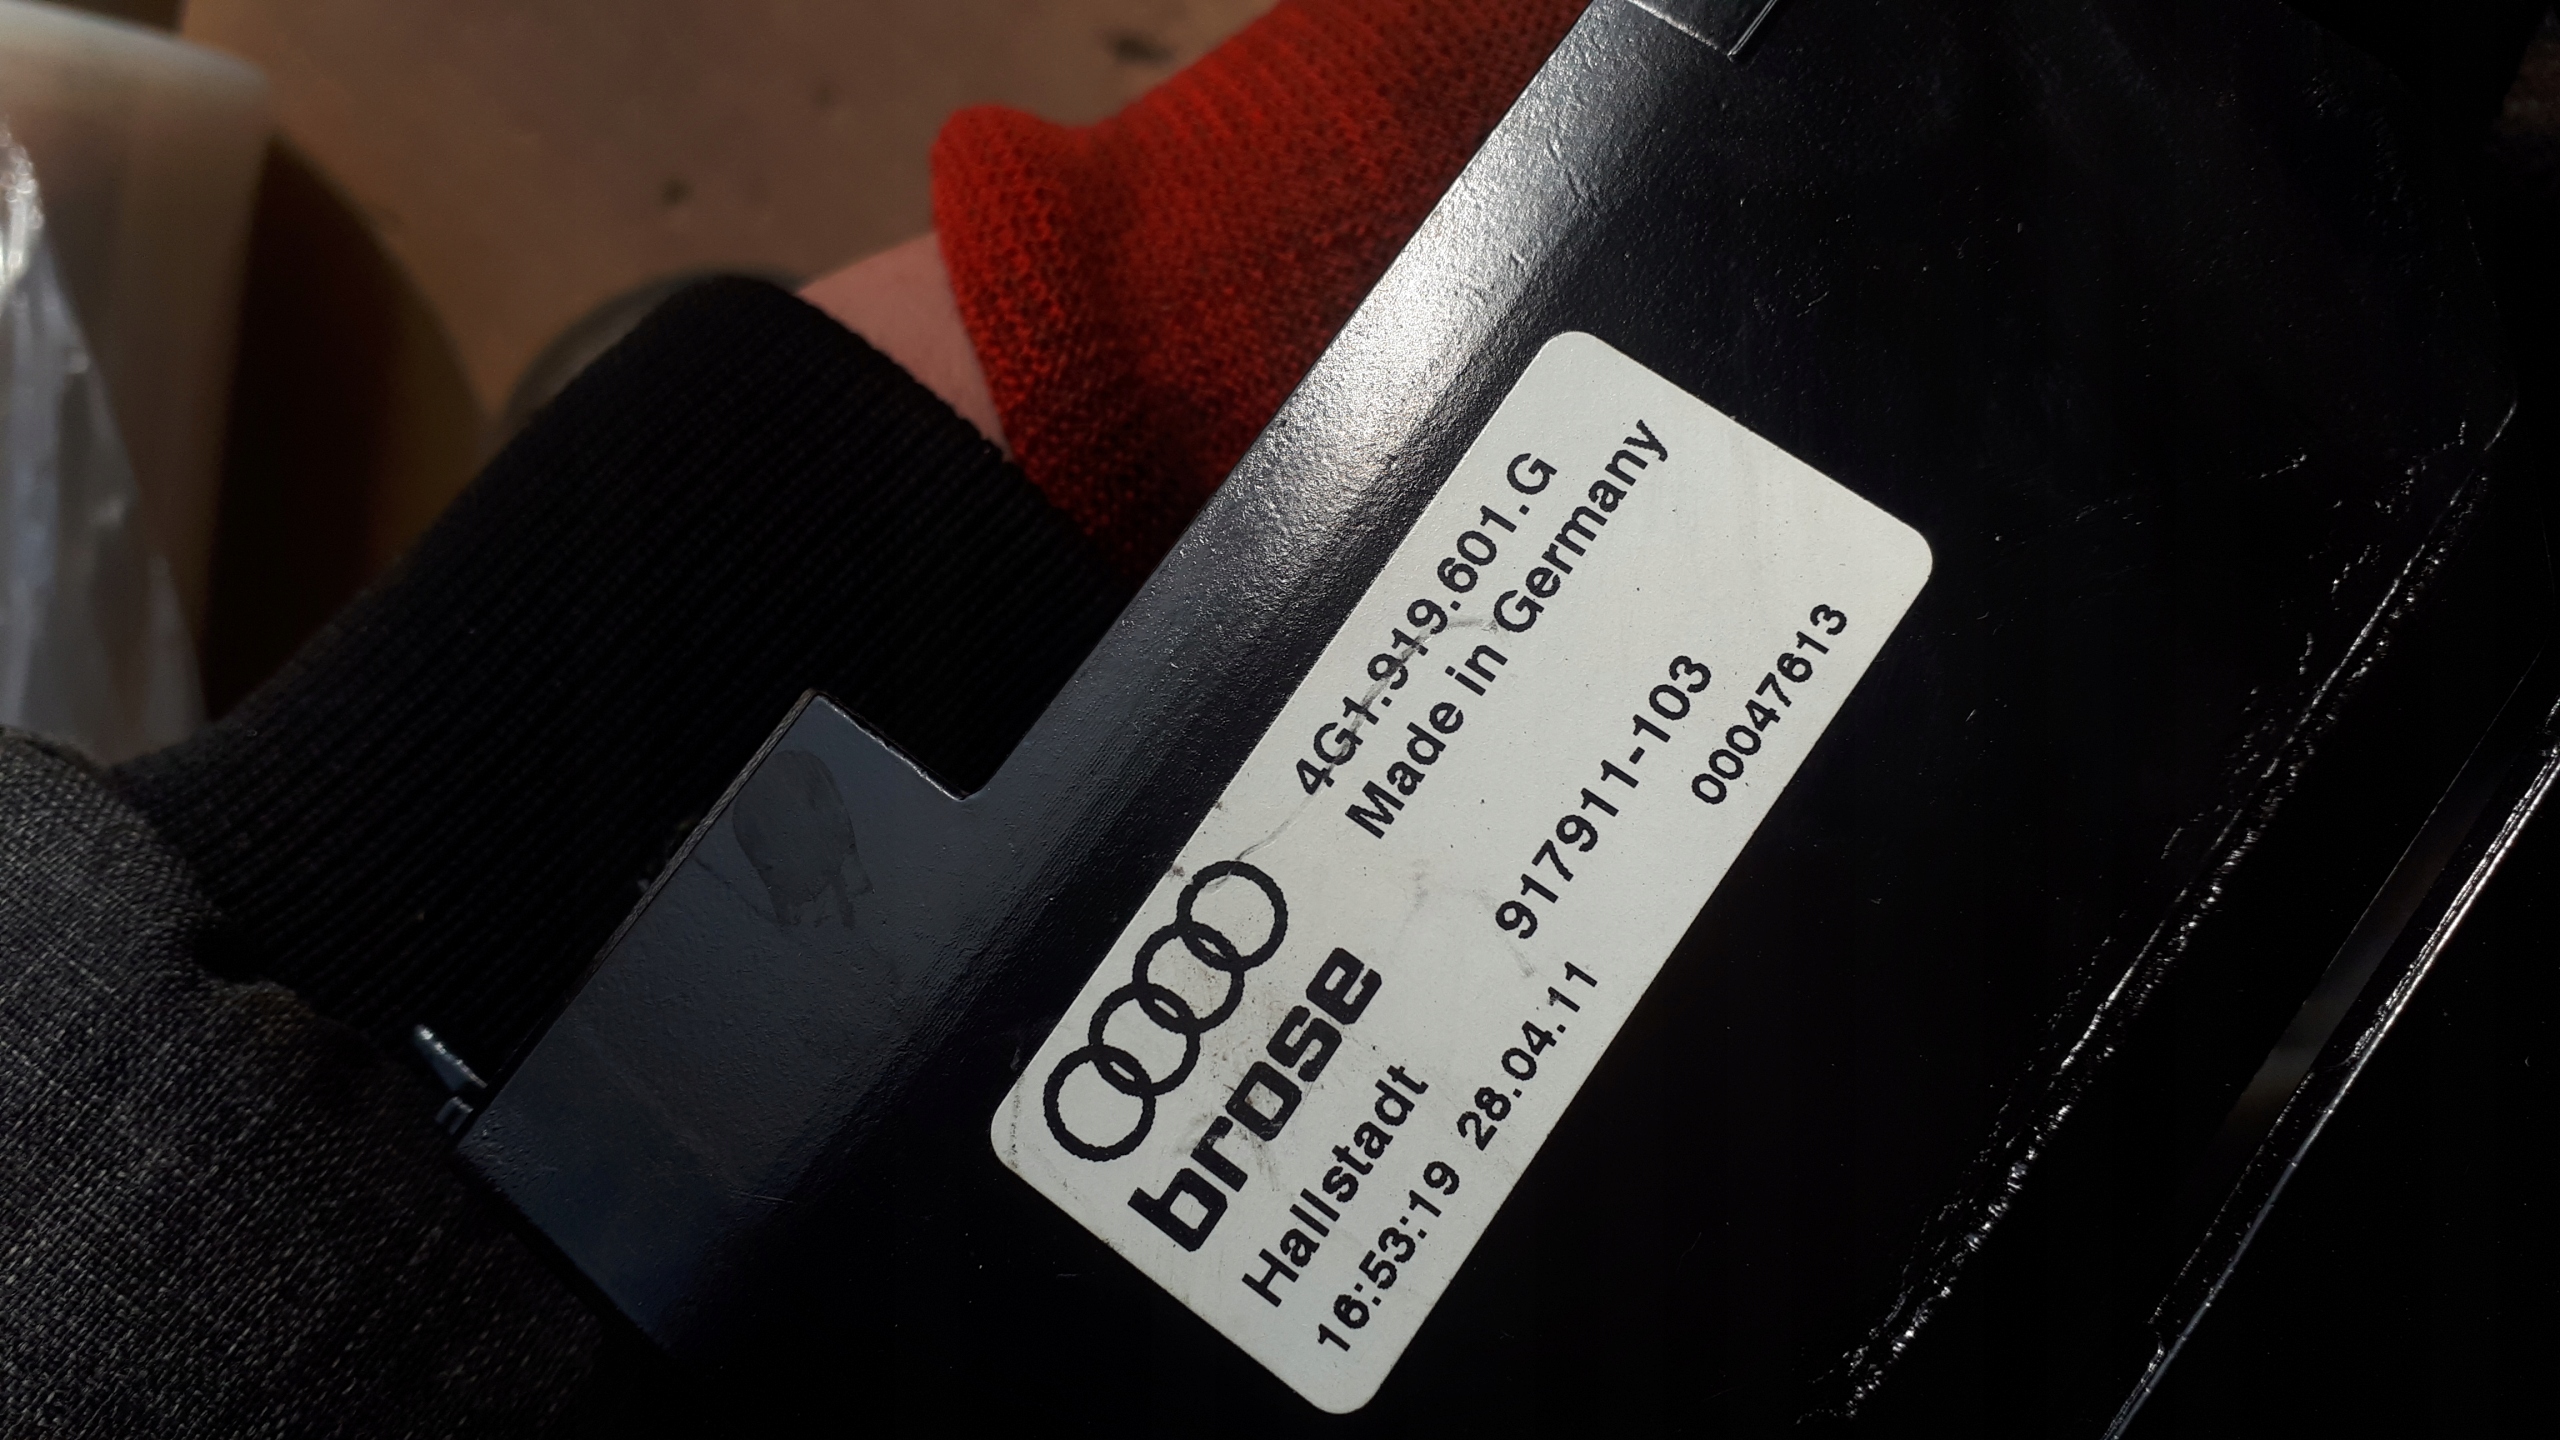 4G1.919.601.G
Made in Germany
brose
Hallstadt
917911-103
16:53:19 28.04.11
00047613